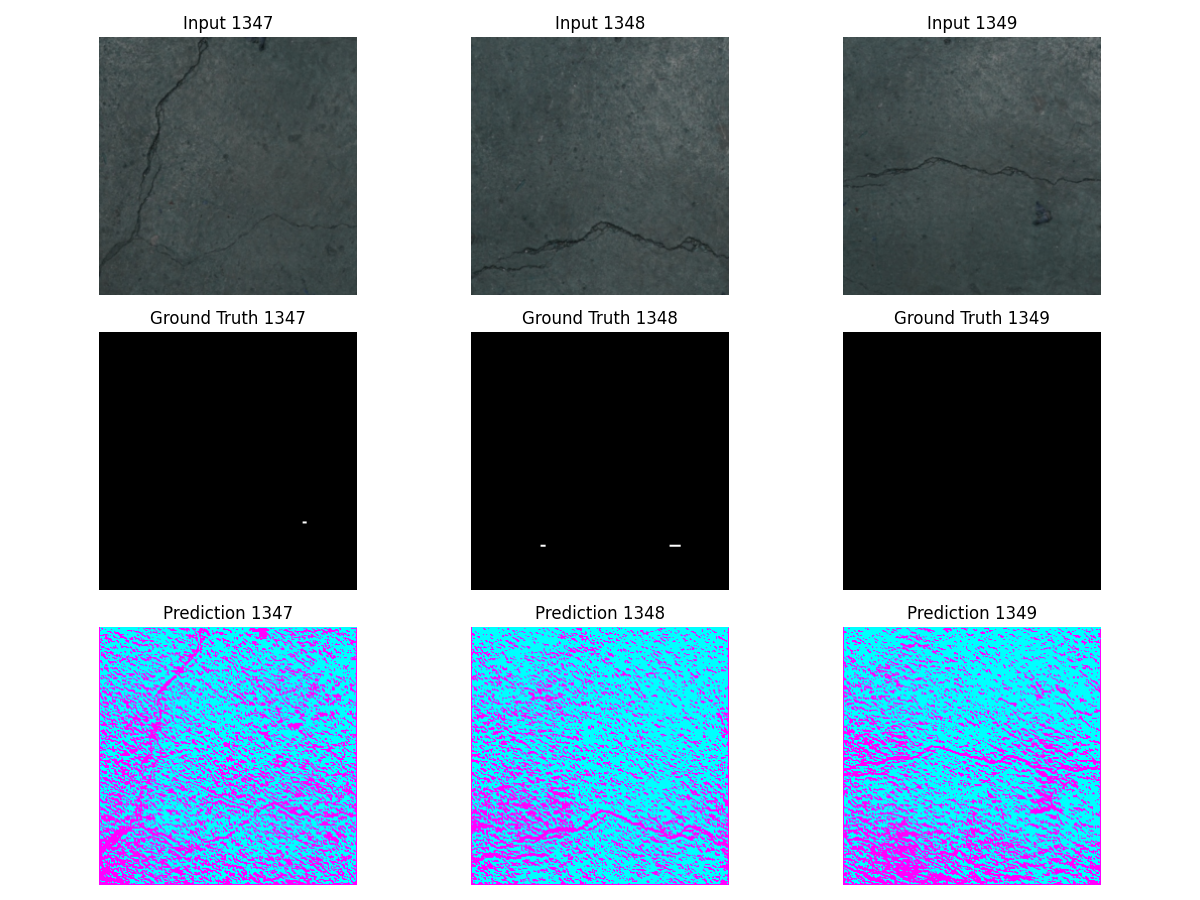 Input 1347
Input 1348
Input 1349
Ground Truth 1347
Ground Truth 1348
Ground Truth 1349
Prediction 1347
Prediction 1348
Prediction 1349